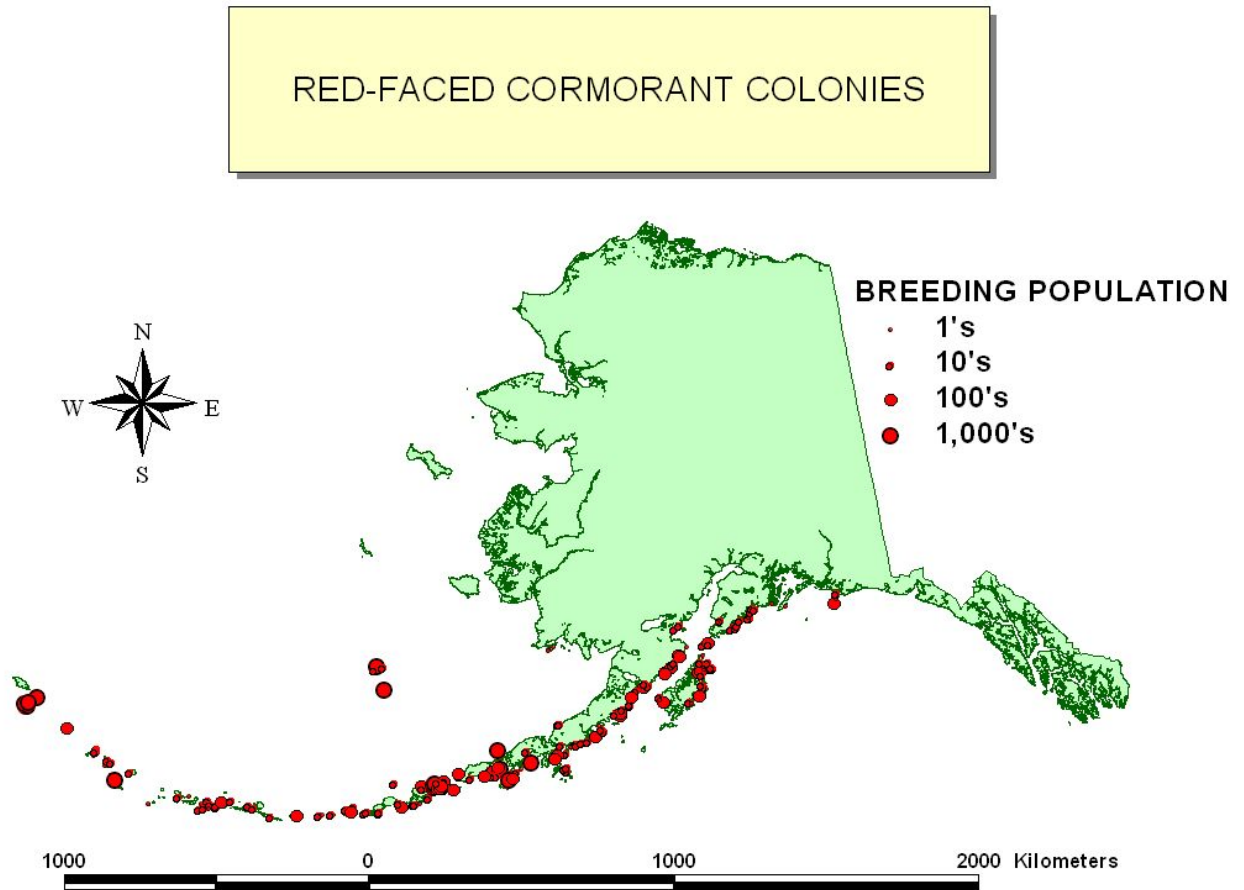 RED-FACED CORMORANT COLONIES
BREEDING POPULATION
1's
10's
100's
1,000's
N
W E
S
1000 0 1000 2000 Kilometers